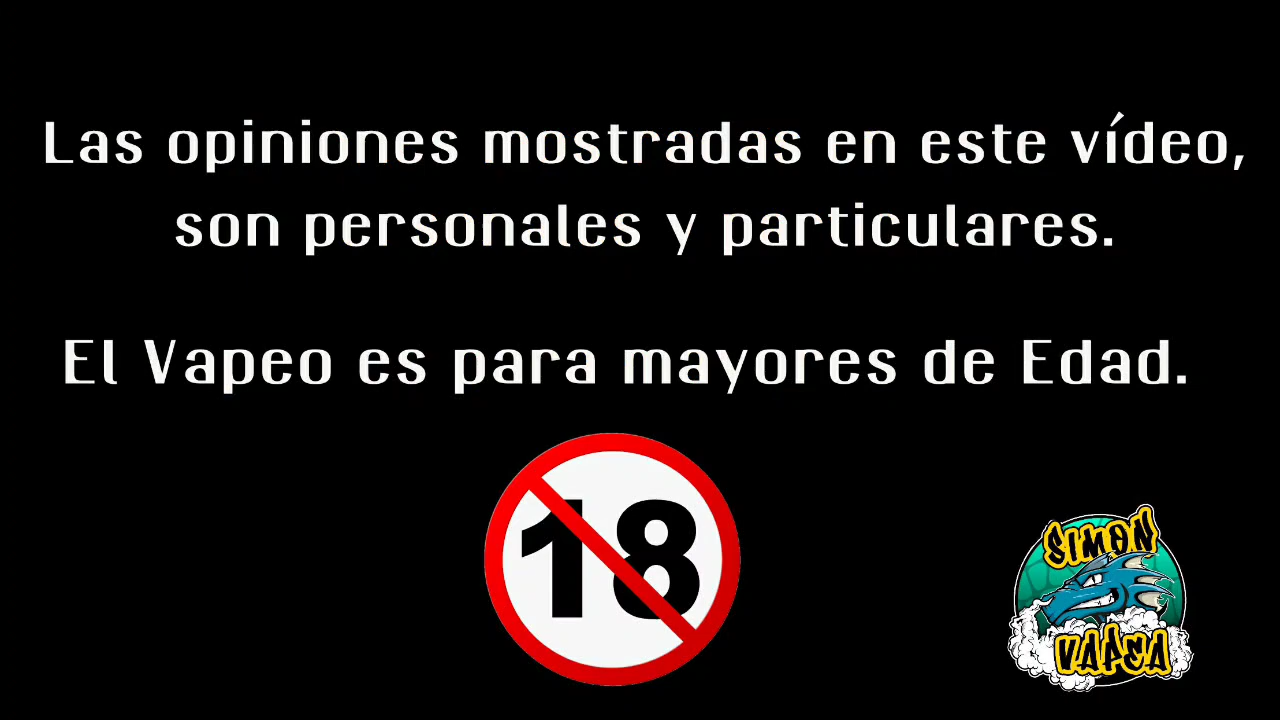 Las opiniones mostradas en este vídeo,
son personales y particulares.
El Vapeo es para mayores de Edad.
18
SIMON
VAPEA